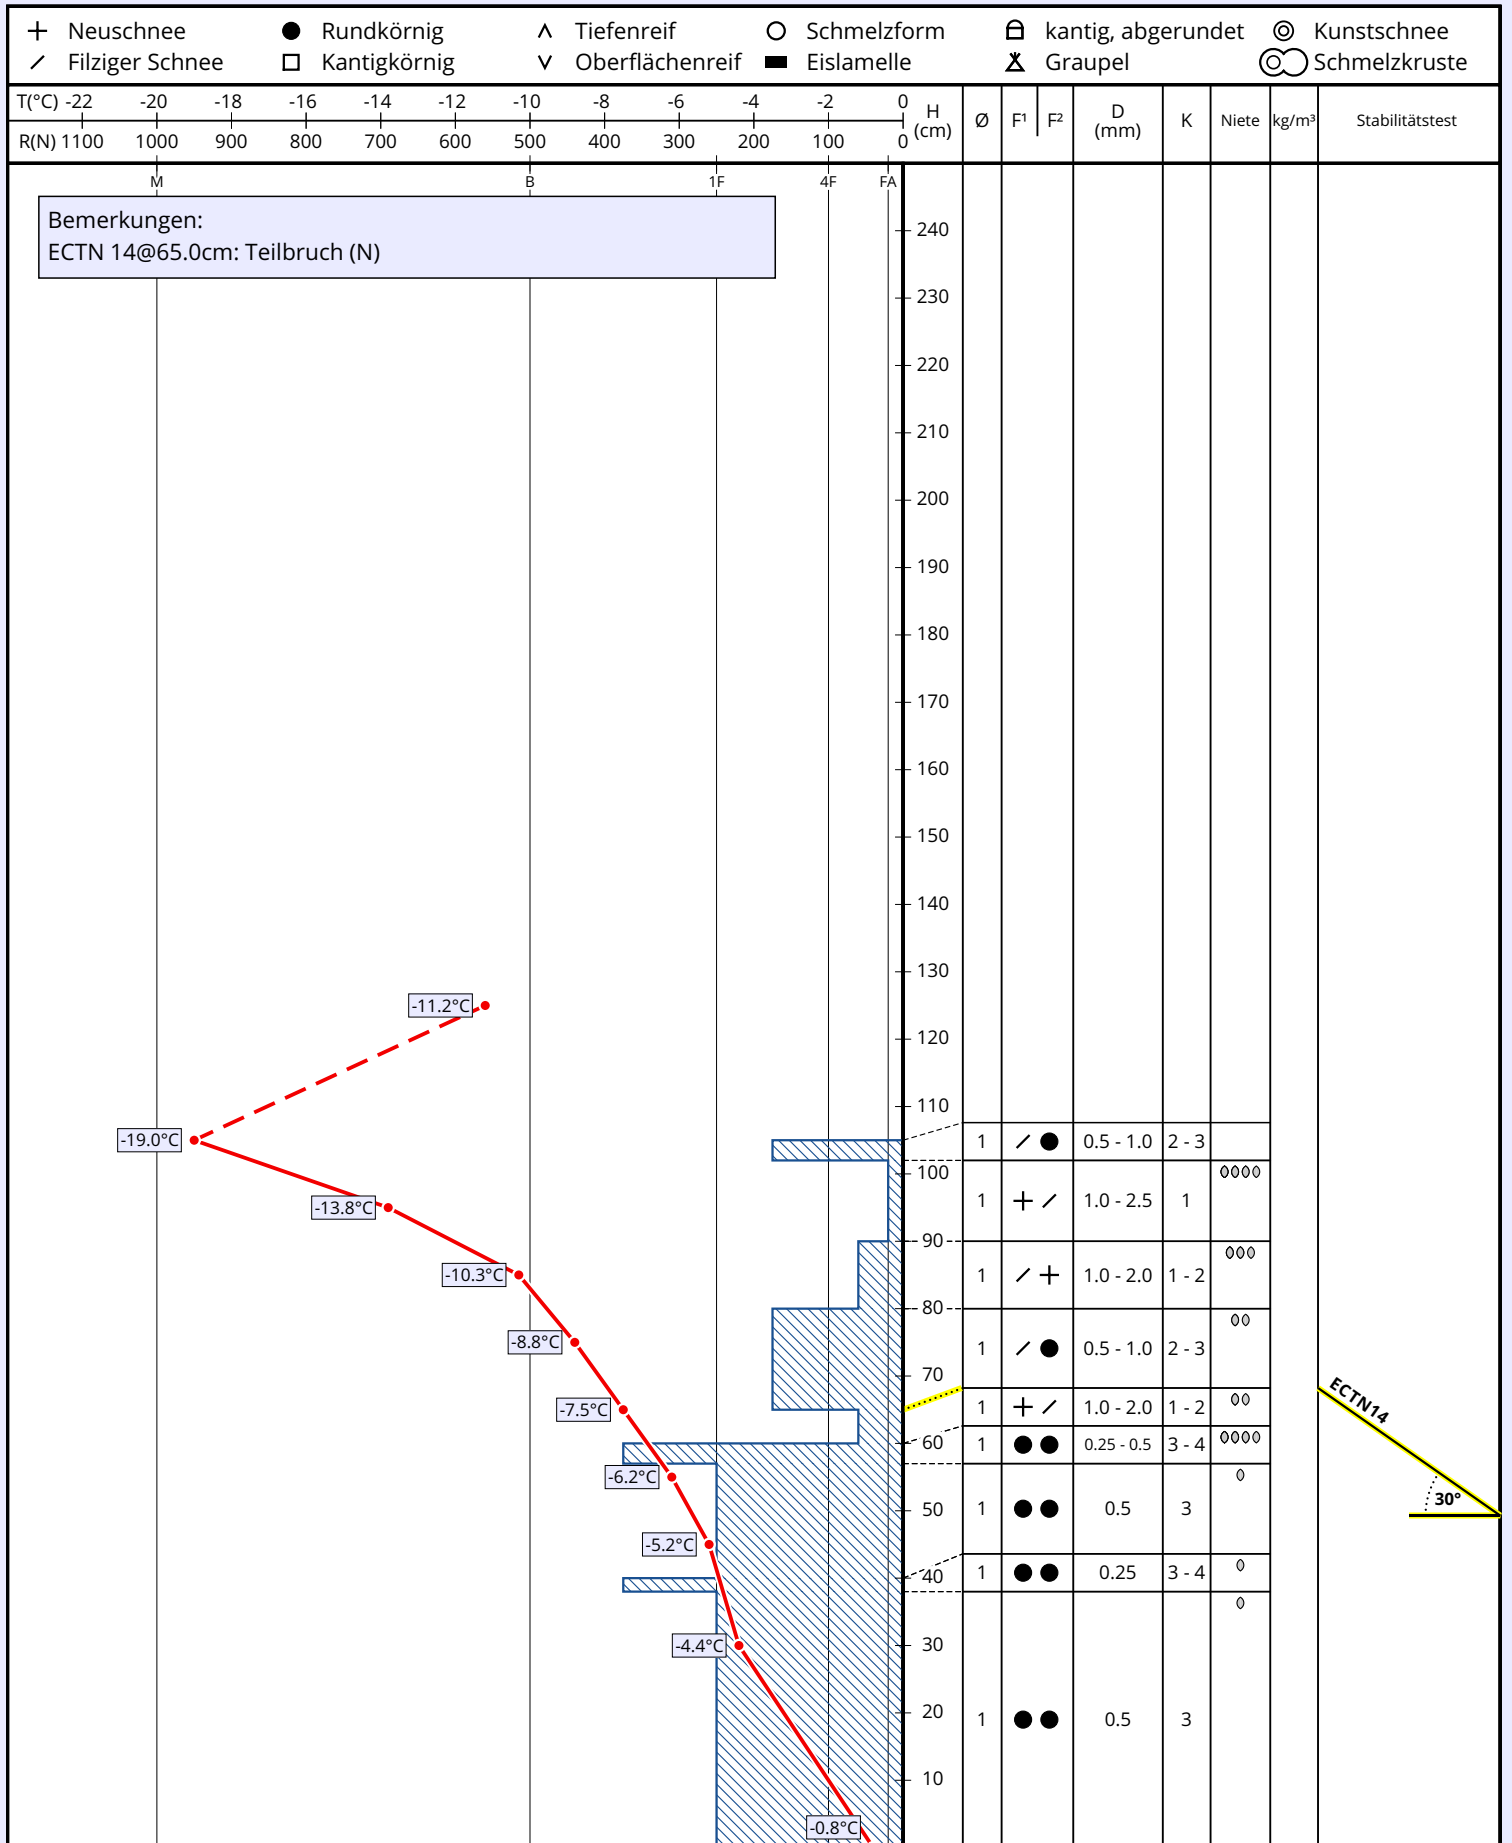 Neuschnee Rundkörnig Tiefenreif Schmelzform kantig, abgerundet Kunstschnee
Filziger Schnee Kantigkörnig Oberflächenreif Eislamelle Graupel Schmelzkruste
T(°C) -22 -20 -18 -16 -14 -12 -10 -8 -6 -4 -2 0
R(N) 1100 1000 900 800 700 600 500 400 300 200 100 0
H (cm) Ø F¹ F² D (mm) K Niete kg/m³ Stabilitätstest
M B 1F 4F FA
Bemerkungen:
ECTN 14@65.0cm: Teilbruch (N)
240
230
220
210
200
190
180
170
160
150
140
130
-11.2°C
120
110
-19.0°C 1 0.5 - 1.0 2 - 3
100
-13.8°C 1 1.0 - 2.5 1
90
-10.3°C 1 1.0 - 2.0 1 - 2
80
-8.8°C 1 0.5 - 1.0 2 - 3
70
ECTN14
-7.5°C 1 1.0 - 2.0 1 - 2
60 1 0.25 - 0.5 3 - 4
-6.2°C
50 1 0.5 3
30°
-5.2°C
40 1 0.25 3 - 4
-4.4°C 30
20 1 0.5 3
10
-0.8°C